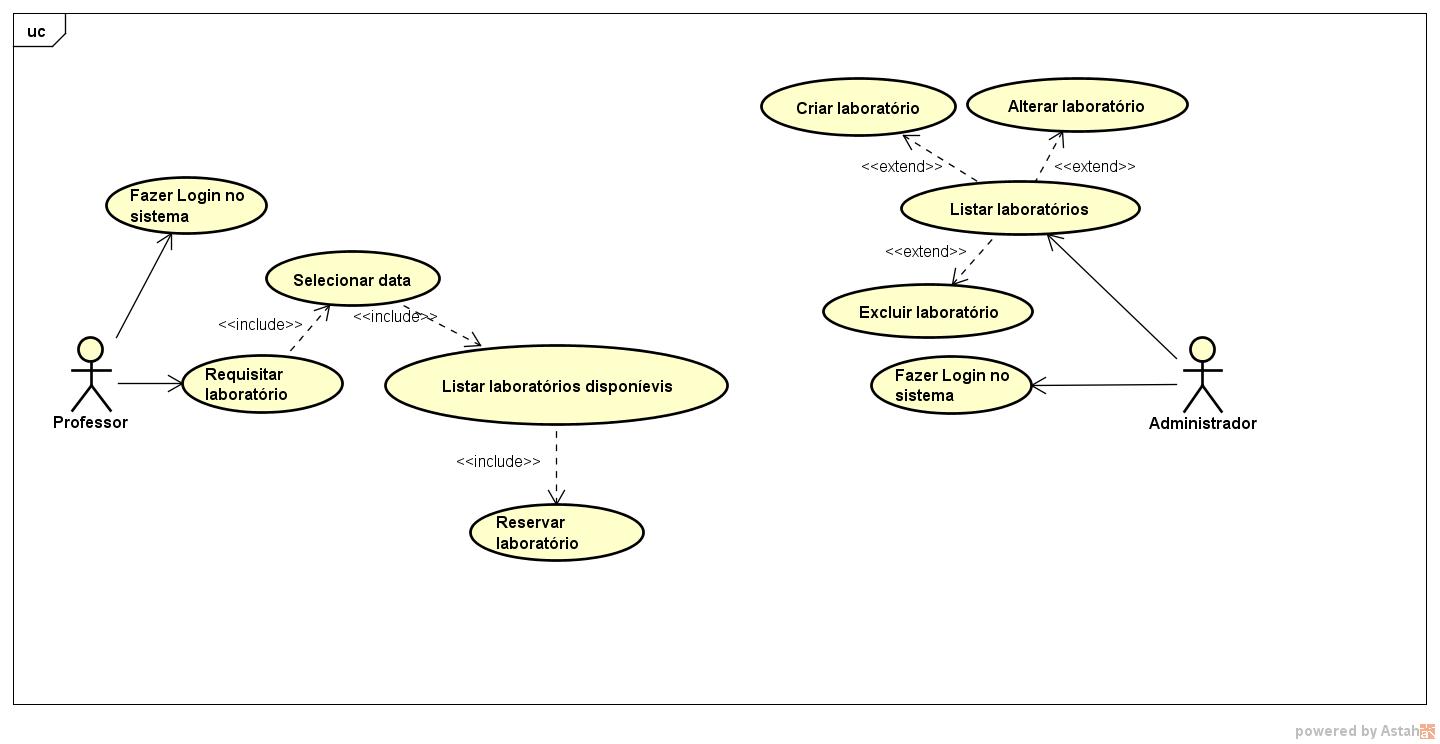 uc
Criar laboratório
Alterar laboratório
<<extend>>
<<extend>>
Fazer Login no
sistema
Listar laboratórios
<<extend>>
Selecionar data
<<include>>
<<include>>
Excluir laboratório
Requisitar
laboratório
Listar laboratórios disponíevis
Fazer Login no
sistema
Professor
Administrador
<<include>>
Reservar
laboratório
powered by Astah